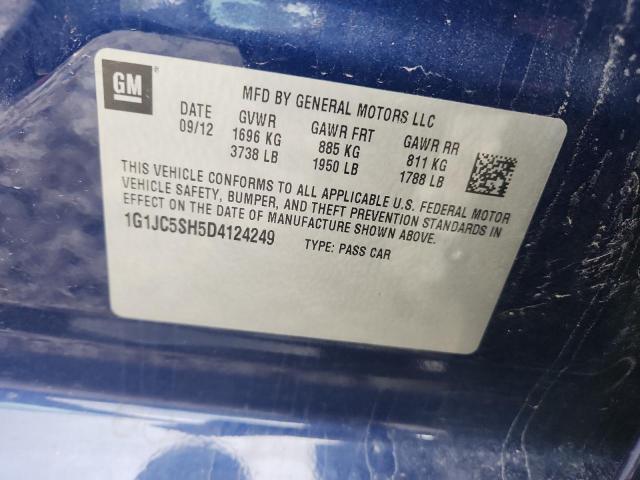 GM
MFD BY GENERAL MOTORS LLC
DATE GVWR GAWR FRT GAWR RR
09/12 1696 KG 885 KG 811 KG
3738 LB 1950 LB 1788 LB
THIS VEHICLE CONFORMS TO ALL APPLICABLE U.S. FEDERAL MOTOR
VEHICLE SAFETY, BUMPER, AND THEFT PREVENTION STANDARDS IN
EFFECT ON THE DATE OF MANUFACTURE SHOWN ABOVE.
1G1JC5SH5D4124249 TYPE: PASS CAR